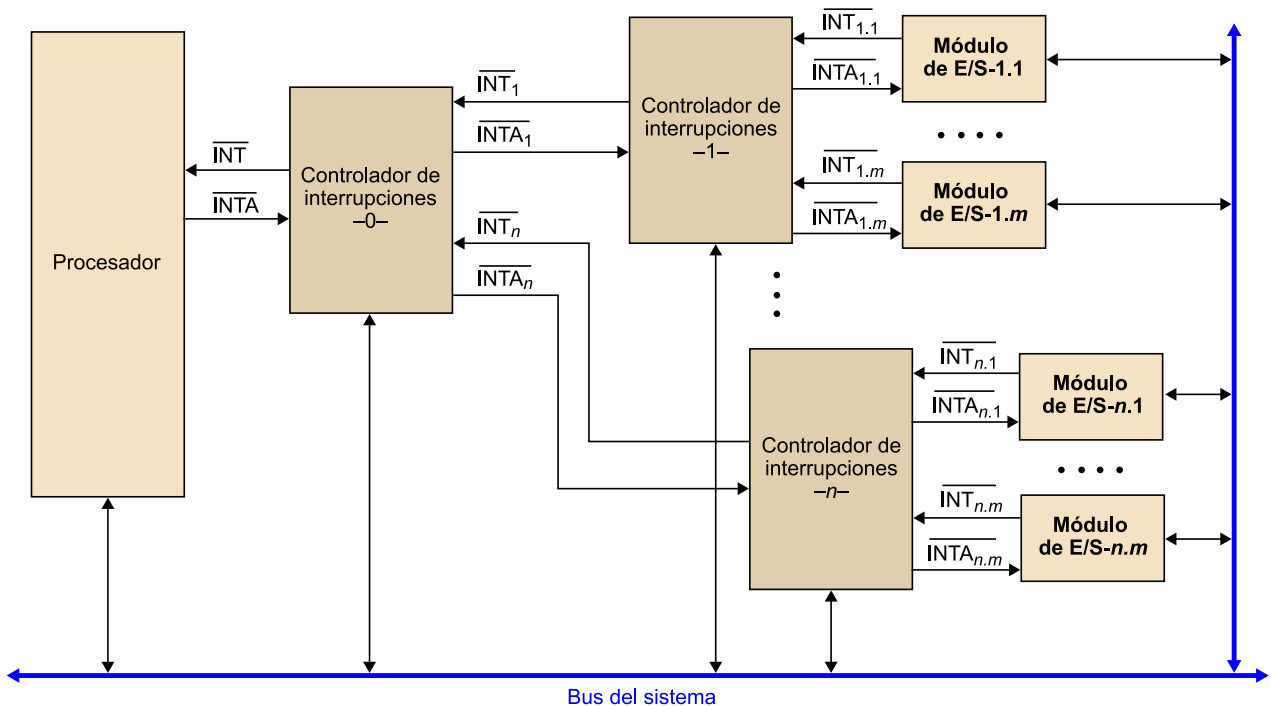 Procesador
INT
INTA
Controlador de
interrupciones
–0–
INT1
INTA1
INTn
INTAn
Controlador de
interrupciones
–1–
INT1.1
INTA1.1
INT1.m
INTA1.m
Módulo
de E/S-1.1
Módulo
de E/S-1.m
Controlador de
interrupciones
–n–
INTn.1
INTAn.1
INTn.m
INTAn.m
Módulo
de E/S-n.1
Módulo
de E/S-n.m
Bus del sistema